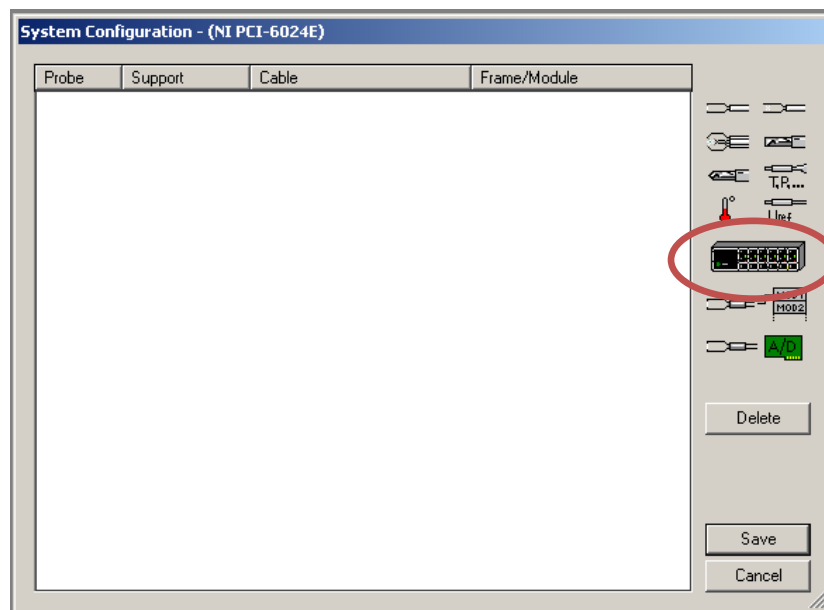 System Configuration - (NI PCI-6024E)
Probe Support Cable Frame/Module
T,P,...
Uref
MOD1
MOD2
A/D
Delete
Save
Cancel